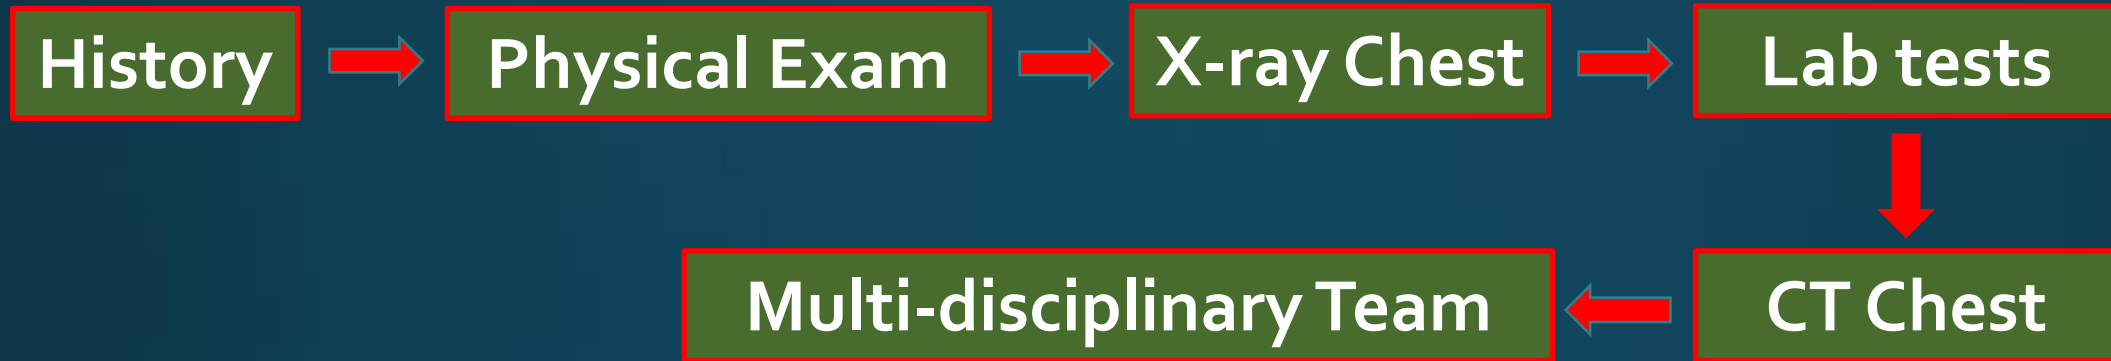 History
Physical Exam
X-ray Chest
Lab tests
CT Chest
Multi-disciplinary Team